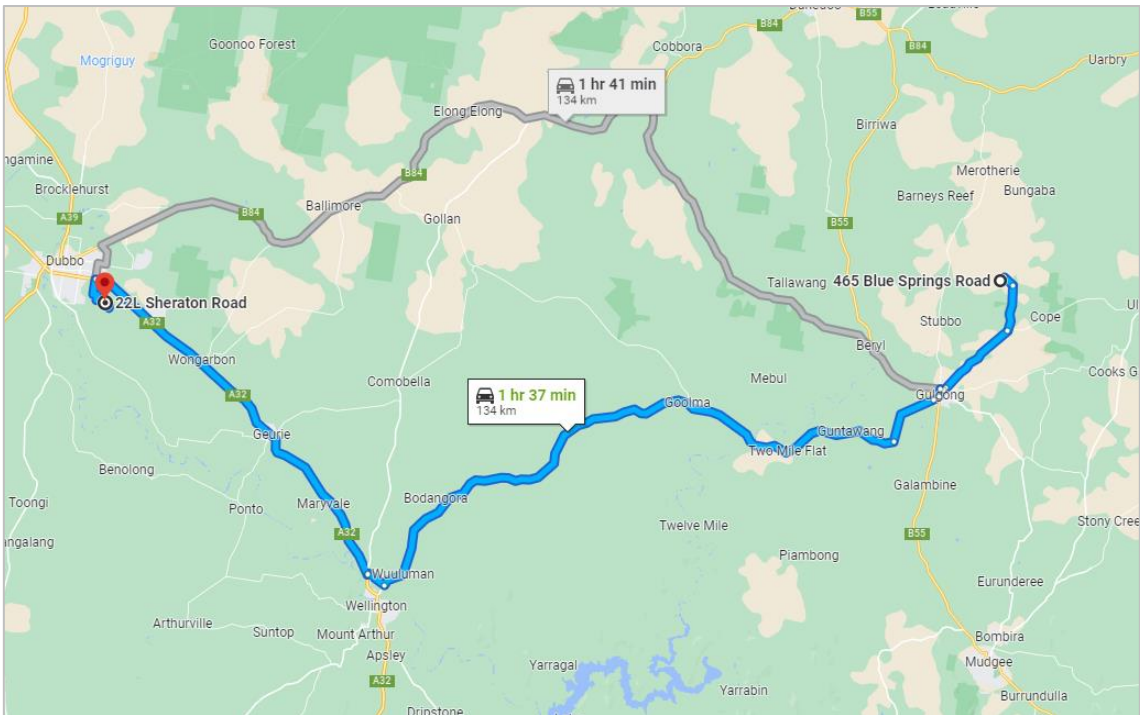 Dunedoo
B55
B84
Goonoo Forest
Cobbora
B84
Uarbry
Mogriguy
1 hr 41 min
134 km
Elong Elong
Birriwa
ngamine
Merotherie
Brocklehurst
B84
Barneys Reef
Bungaba
Ballimore
A39
B84
Gollan
B55
Dubbo
Tallawang
465 Blue Springs Road
22L Sheraton Road
A32
Stubbo
Cope
Ul
Wongarbon
Beryl
Comobella
Mebul
Cooks G
1 hr 37 min
134 km
A32
Goolma
Gulgong
Geurie
Guntawang
Two Mile Flat
Benolong
Galambine
Toongi
Ponto
Maryvale
Bodangora
Twelve Mile
Stony Cree
ngalang
A32
B55
Piambong
Wuuluman
Eurunderee
Wellington
Arthurville
Suntop
Mount Arthur
Bombira
Apsley
Yarragal
Mudgee
A32
Yarrabin
Burrundulla
Dripstone